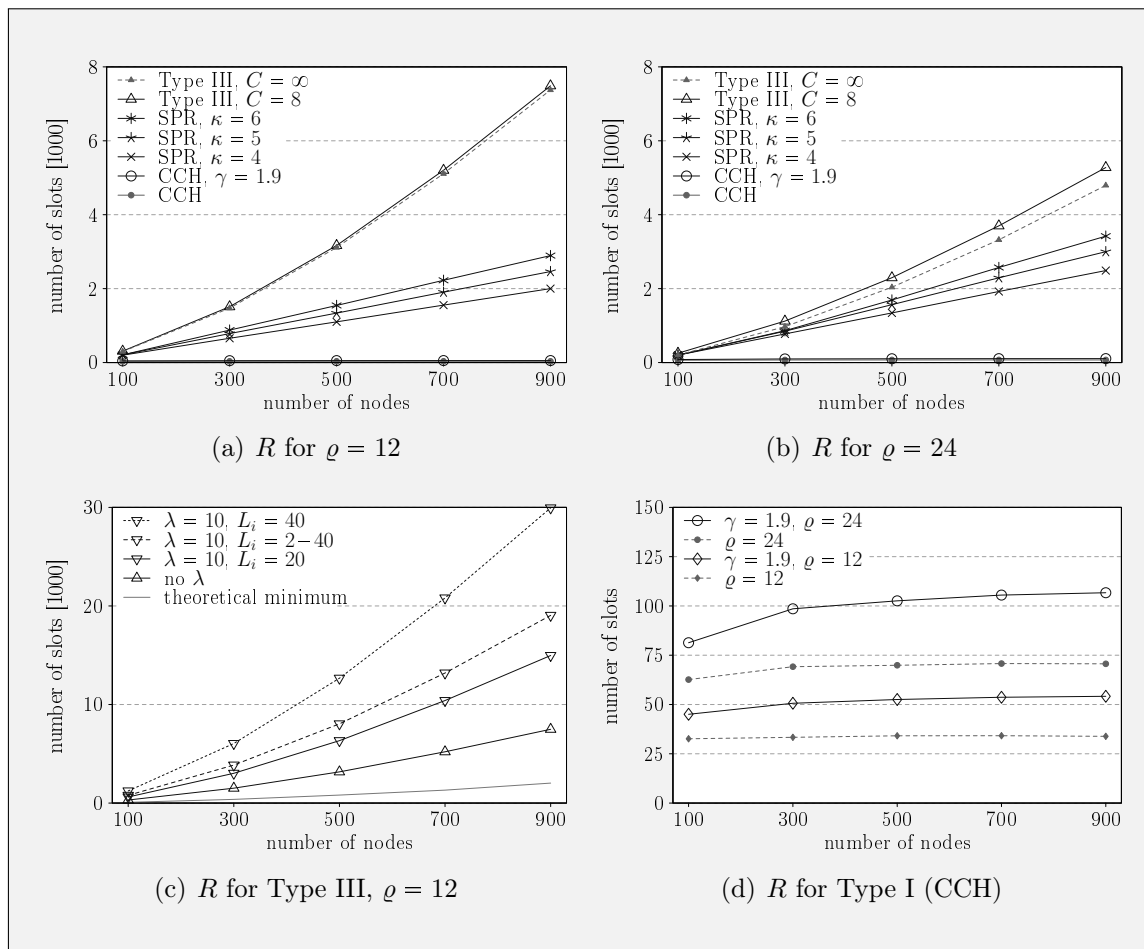 8
6
4
2
0
number of slots [1000]
Type III, C = ∞
Type III, C = 8
SPR, κ = 6
SPR, κ = 5
SPR, κ = 4
CCH, γ = 1.9
CCH
100 300 500 700 900
number of nodes
(a) R for ϱ = 12
8
6
4
2
0
number of slots [1000]
Type III, C = ∞
Type III, C = 8
SPR, κ = 6
SPR, κ = 5
SPR, κ = 4
CCH, γ = 1.9
CCH
100 300 500 700 900
number of nodes
(b) R for ϱ = 24
30
20
10
0
number of slots [1000]
λ = 10, L_i = 40
λ = 10, L_i = 2−40
λ = 10, L_i = 20
no λ
theoretical minimum
100 300 500 700 900
number of nodes
(c) R for Type III, ϱ = 12
150
125
100
75
50
25
0
number of slots
γ = 1.9, ϱ = 24
ϱ = 24
γ = 1.9, ϱ = 12
ϱ = 12
100 300 500 700 900
number of nodes
(d) R for Type I (CCH)